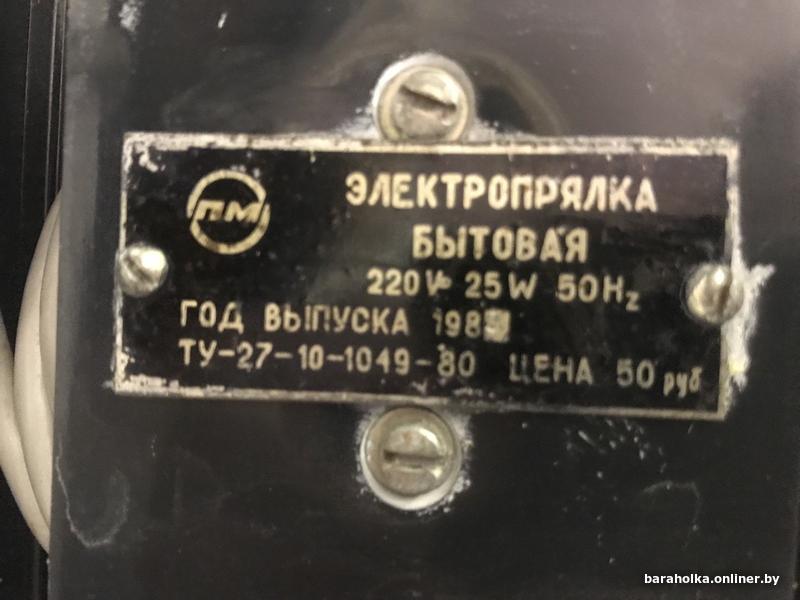 ПМ
ЭЛЕКТРОПРЯЛКА
БЫТОВАЯ
220V 25W 50Hz
ГОД ВЫПУСКА
ТУ-27-10-1049-80 ЦЕНА 50 руб
baraholka.onliner.by